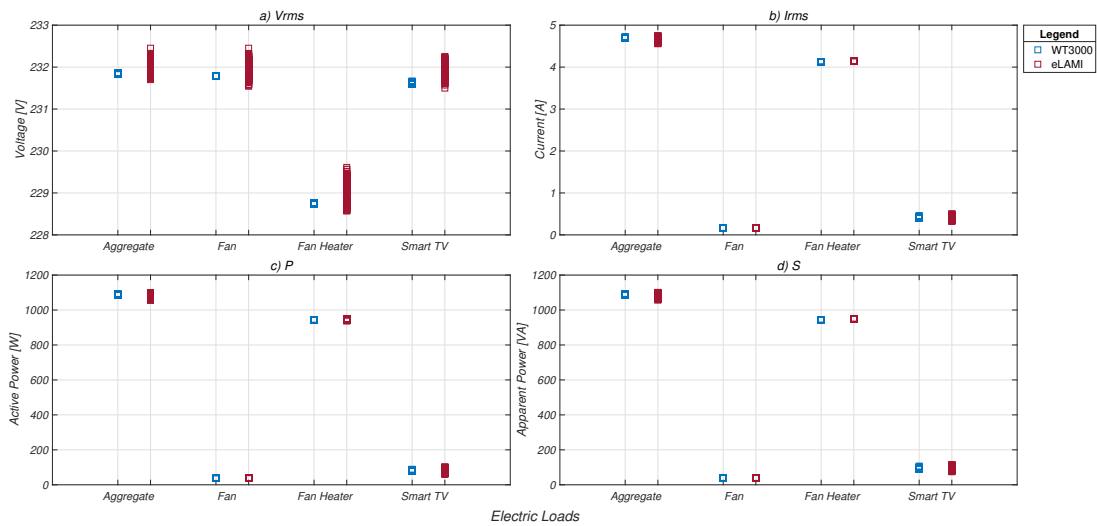 a) Vrms
233
232
231
230
229
228
Voltage [V]
Aggregate Fan Fan Heater Smart TV
b) Irms
5
4
3
2
1
0
Current [A]
Aggregate Fan Fan Heater Smart TV
Legend
WT3000
eLAMI
c) P
1200
1000
800
600
400
200
0
Active Power [W]
Aggregate Fan Fan Heater Smart TV
d) S
1200
1000
800
600
400
200
0
Apparent Power [VA]
Aggregate Fan Fan Heater Smart TV
Electric Loads